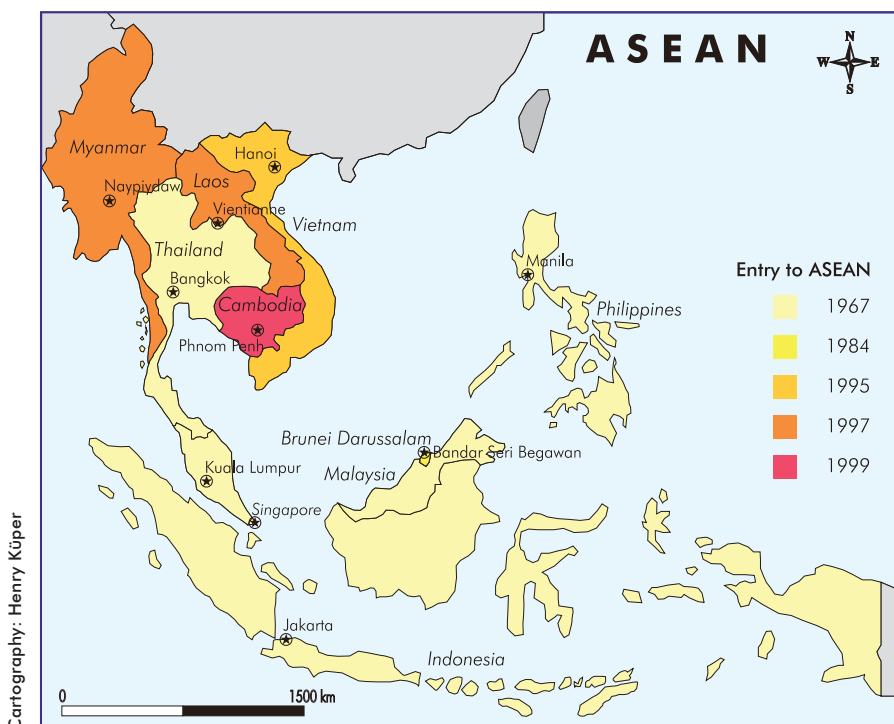 ASEAN
N
W E
S
Myanmar
Hanoi
Laos
Naypiydaw
Vientianne
Vietnam
Thailand
Bangkok
Manila
Entry to ASEAN
Cambodia
Philippines
1967
Phnom Penh
1984
1995
Brunei Darussalam
1997
Bandar Seri Begawan
Kuala Lumpur
Malaysia
1999
Singapore
Jakarta
Indonesia
0 1500 km
Cartography: Henry Küper